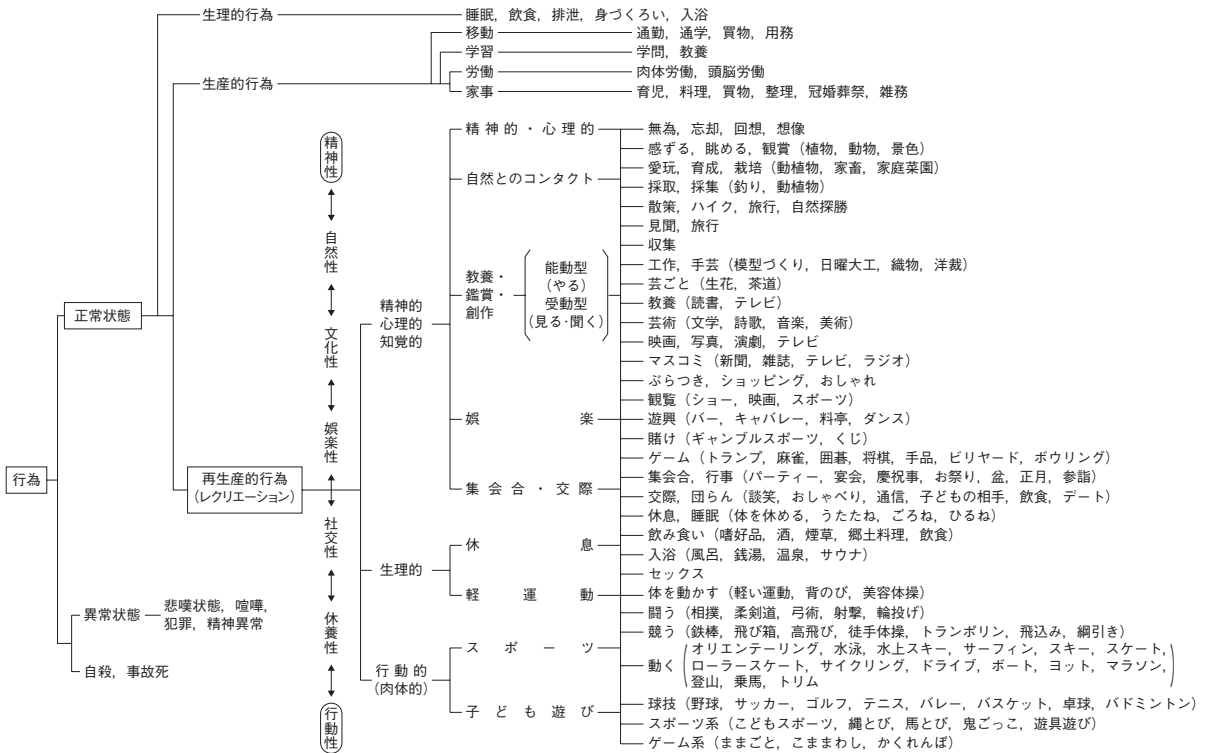 生理的行為
睡眠，飲食，排泄，身づくろい，入浴
移動
通勤，通学，買物，用務
学習
学問，教養
生産的行為
労働
肉体労働，頭脳労働
家事
育児，料理，買物，整理，冠婚葬祭，雑務
精神性
自然性
文化性
娯楽性
社交性
休養性
行動性
行為
正常状態
再生産的行為
(レクリエーション)
異常状態
悲嘆状態，喧嘩，
犯罪，精神異常
自殺，事故死
精神的
心理的
知覚的
精神的・心理的
自然とのコンタクト
教養・
鑑賞・
創作
能動型
(やる)
受動型
(見る・聞く)
娯楽
集会合・交際
生理的
休息
軽運動
行動的
(肉体的)
スポーツ
子ども遊び
無為，忘却，回想，想像
感ずる，眺める，観賞（植物，動物，景色）
愛玩，育成，栽培（動植物，家畜，家庭菜園）
採取，採集（釣り，動植物）
散策，ハイク，旅行，自然探勝
見聞，旅行
収集
工作，手芸（模型づくり，日曜大工，織物，洋裁）
芸ごと（生花，茶道）
教養（読書，テレビ）
芸術（文学，詩歌，音楽，美術）
映画，写真，演劇，テレビ
マスコミ（新聞，雑誌，テレビ，ラジオ）
ぶらつき，ショッピング，おしゃれ
観覧（ショー，映画，スポーツ）
遊興（バー，キャバレー，料亭，ダンス）
賭け（ギャンブルスポーツ，くじ）
ゲーム（トランプ，麻雀，囲碁，将棋，手品，ビリヤード，ボウリング）
集会合，行事（パーティー，宴会，慶祝事，お祭り，盆，正月，参詣）
交際，団らん（談笑，おしゃべり，通信，子どもの相手，飲食，デート）
休息，睡眠（体を休める，うたたね，ごろね，ひるね）
飲み食い（嗜好品，酒，煙草，郷土料理，飲食）
入浴（風呂，銭湯，温泉，サウナ）
セックス
体を動かす（軽い運動，背のび，美容体操）
闘う（相撲，柔剣道，弓術，射撃，輪投げ）
競う（鉄棒，飛び箱，高飛び，徒手体操，トランポリン，飛込み，綱引き）
動く（オリエンテーリング，水泳，水上スキー，サーフィン，スキー，スケート，
ローラースケート，サイクリング，ドライブ，ボート，ヨット，マラソン，
登山，乗馬，トリム）
球技（野球，サッカー，ゴルフ，テニス，バレー，バスケット，卓球，バドミントン）
スポーツ系（こどもスポーツ，縄とび，馬とび，鬼ごっこ，遊具遊び）
ゲーム系（ままごと，こままわし，かくれんぼ）